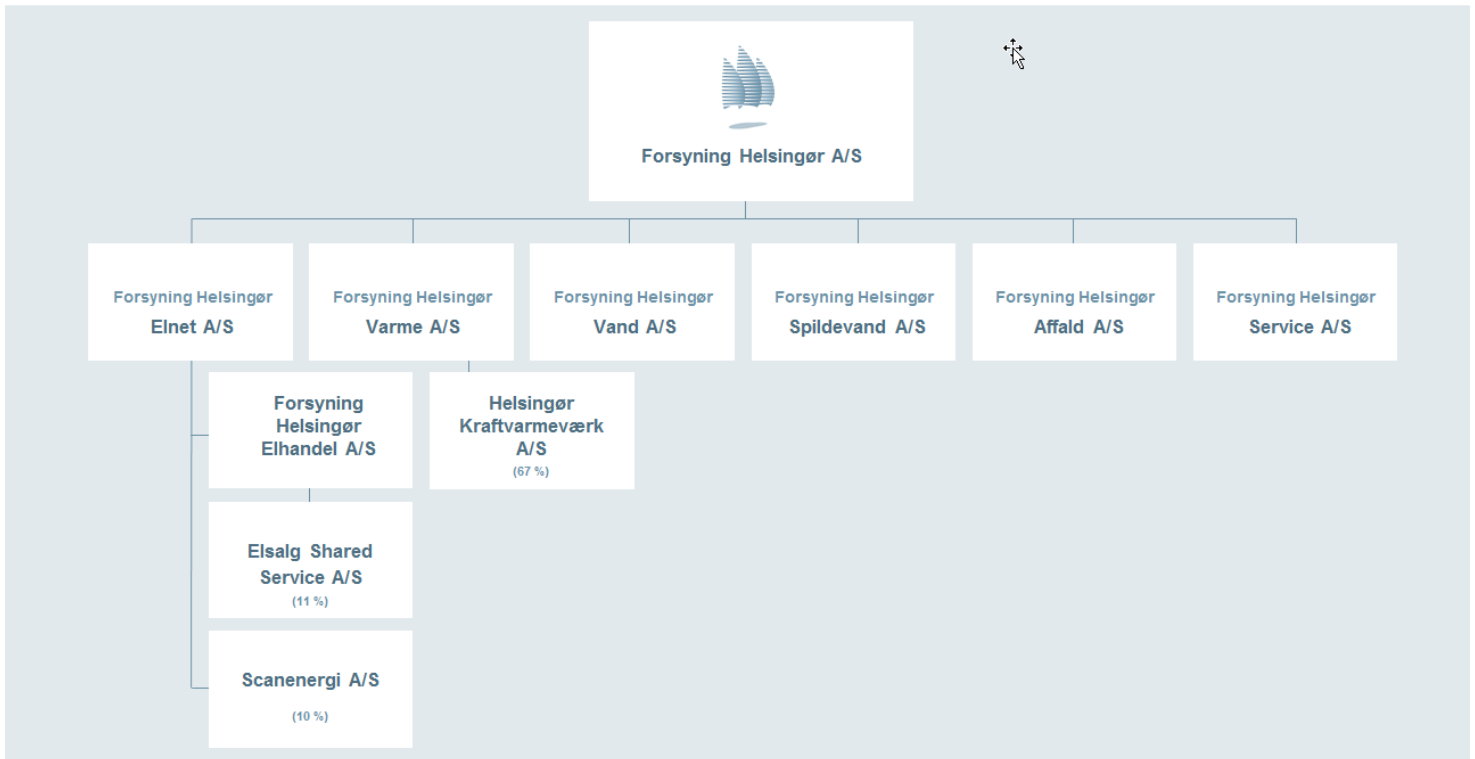 Forsyning Helsingør A/S
Forsyning Helsingør
Elnet A/S
Forsyning Helsingør
Varme A/S
Forsyning Helsingør
Vand A/S
Forsyning Helsingør
Spildevand A/S
Forsyning Helsingør
Affald A/S
Forsyning Helsingør
Service A/S
Forsyning
Helsingør
Elhandel A/S
Helsingør
Kraftvarmeværk
A/S
(67 %)
Elsalg Shared
Service A/S
(11 %)
Scanenergi A/S
(10 %)